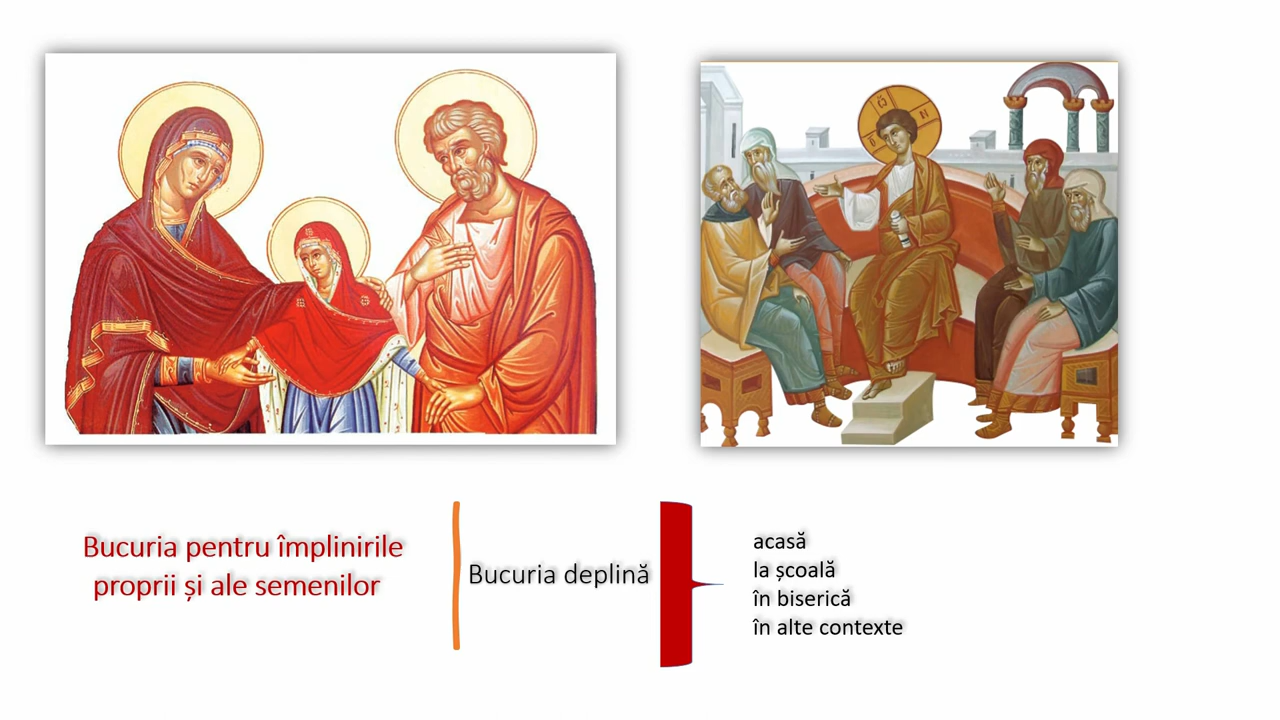 Bucuria pentru împlinirile
proprii și ale semenilor
Bucuria deplină
acasă
la școală
în biserică
în alte contexte